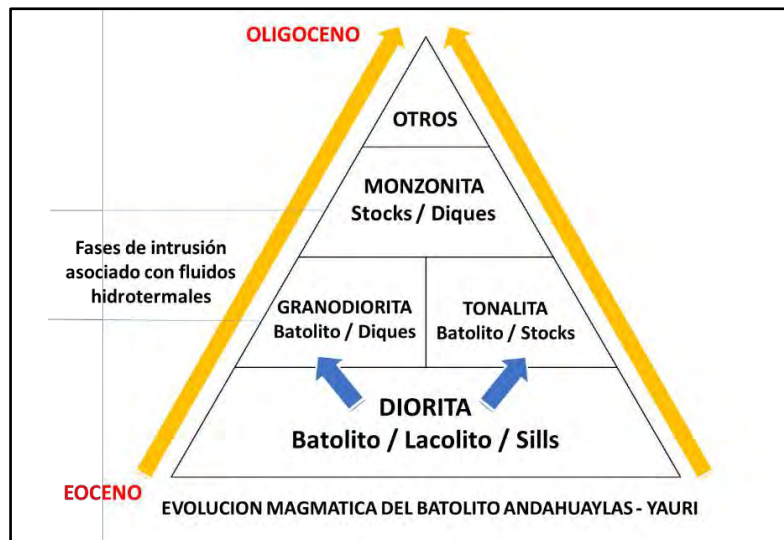 OLIGOCENO
OTROS
MONZONITA
Stocks / Diques
Fases de intrusión
asociado con fluidos
hidrotermales
GRANODIORITA
Batolito / Diques
TONALITA
Batolito / Stocks
DIORITA
Batolito / Lacolito / Sills
EOCENO
EVOLUCION MAGMATICA DEL BATOLITO ANDAHUAYLAS - YAURI